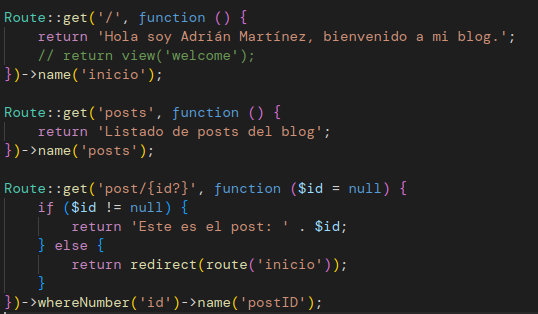 Route::get('/', function () {
    return 'Hola soy Adrián Martínez, bienvenido a mi blog.';
    // return view('welcome');
})->name('inicio');

Route::get('posts', function () {
    return 'Listado de posts del blog';
})->name('posts');

Route::get('post/{id?}', function ($id = null) {
    if ($id != null) {
        return 'Este es el post: ' . $id;
    } else {
        return redirect(route('inicio'));
    }
})->whereNumber('id')->name('postID');